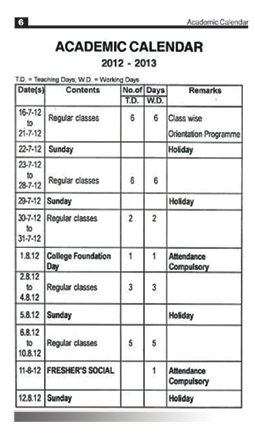 6 Academic Calendar
ACADEMIC CALENDAR
2012 - 2013
T.D. = Teaching Days; W.D. = Working Days
Date(s) Contents No.of Days Remarks
T.D. W.D.
16-7-12
to Regular classes 6 6 Class wise
21-7-12 Orientation Programme
22-7-12 Sunday Holiday
23-7-12
to
28-7-12 Regular classes 6 6
29-7-12 Sunday Holiday
30-7-12 Regular classes 2 2
to
31-7-12
1.8.12 College Foundation 1 1 Attendance
Day Compulsory
2.8.12
to Regular classes 3 3
4.8.12
5.8.12 Sunday Holiday
6.8.12
to Regular classes 5 5
10.8.12
11-8-12 FRESHER'S SOCIAL 1 Attendance
Compulsory
12.8.12 Sunday Holiday